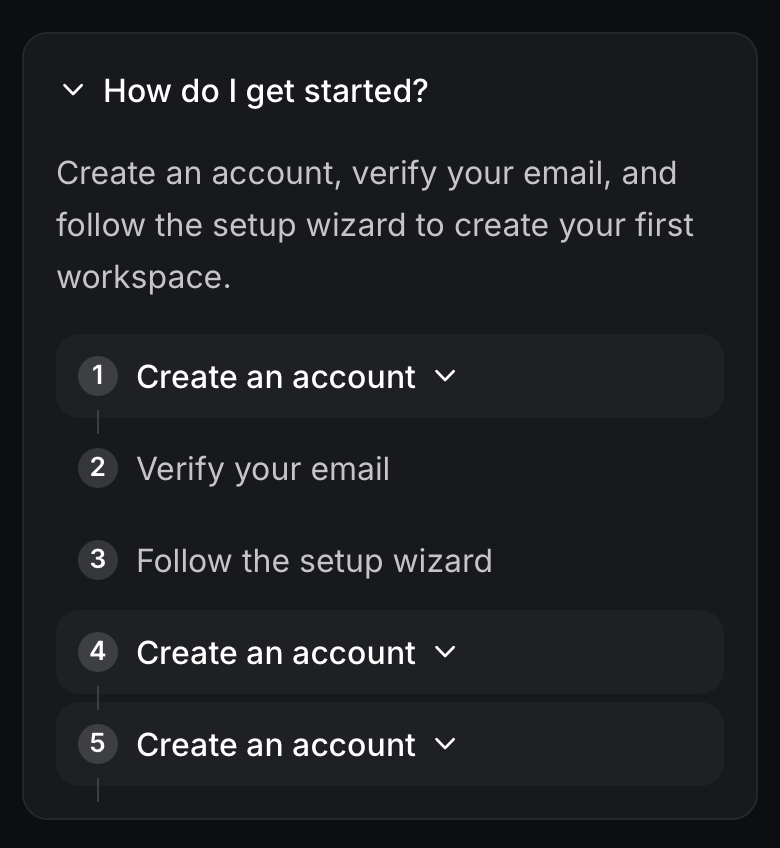 How do I get started?
Create an account, verify your email, and
follow the setup wizard to create your first
workspace.
1 Create an account
2 Verify your email
3 Follow the setup wizard
4 Create an account
5 Create an account